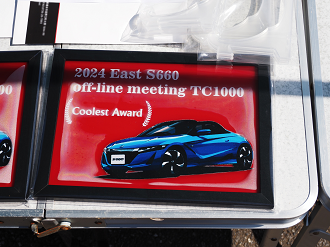 2024 East S660
off-line meeting TC1000
Coolest Award